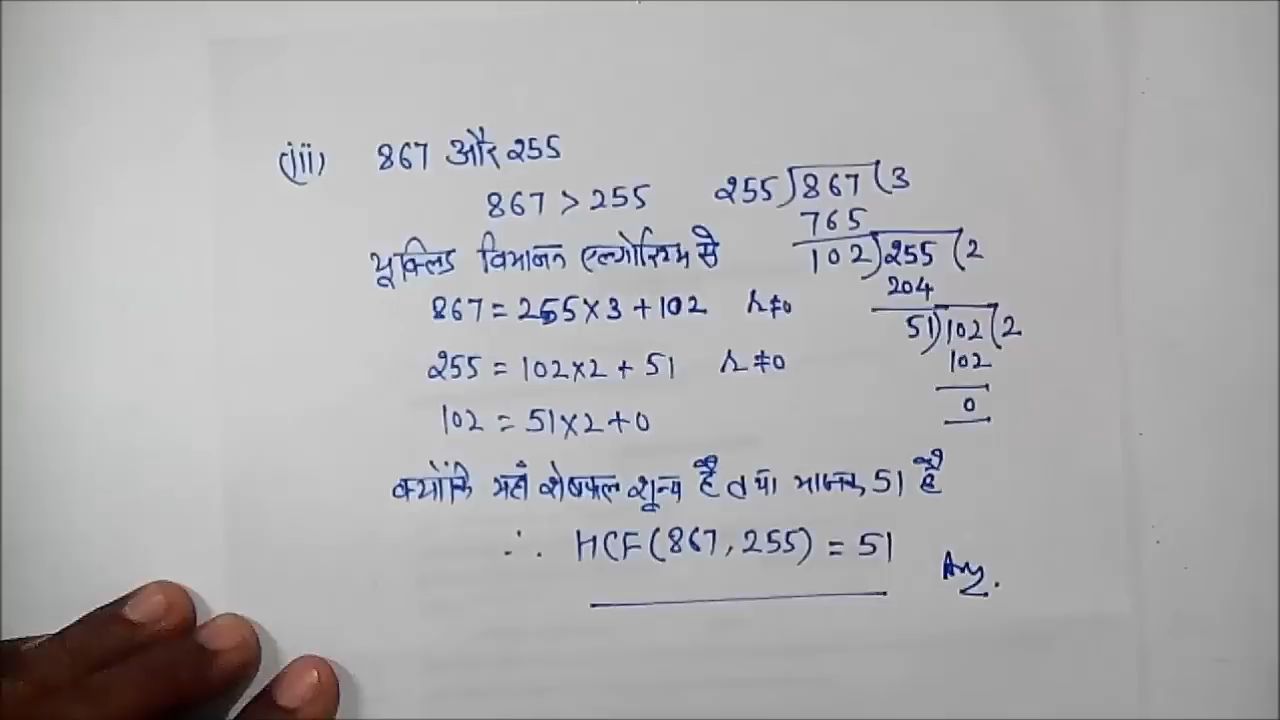 (iii) 867 और 255
867 > 255
यूक्लिड विभाजन एल्गोरिथ्म से
867 = 255 × 3 + 102 r ≠ 0
255 = 102 × 2 + 51 r ≠ 0
102 = 51 × 2 + 0
क्योंकि यहाँ शेषफल शून्य है तथा भाजक 51 है
∴ HCF (867, 255) = 51 Ans.
255) 867 (3
765
102) 255 (2
204
51) 102 (2
102
0